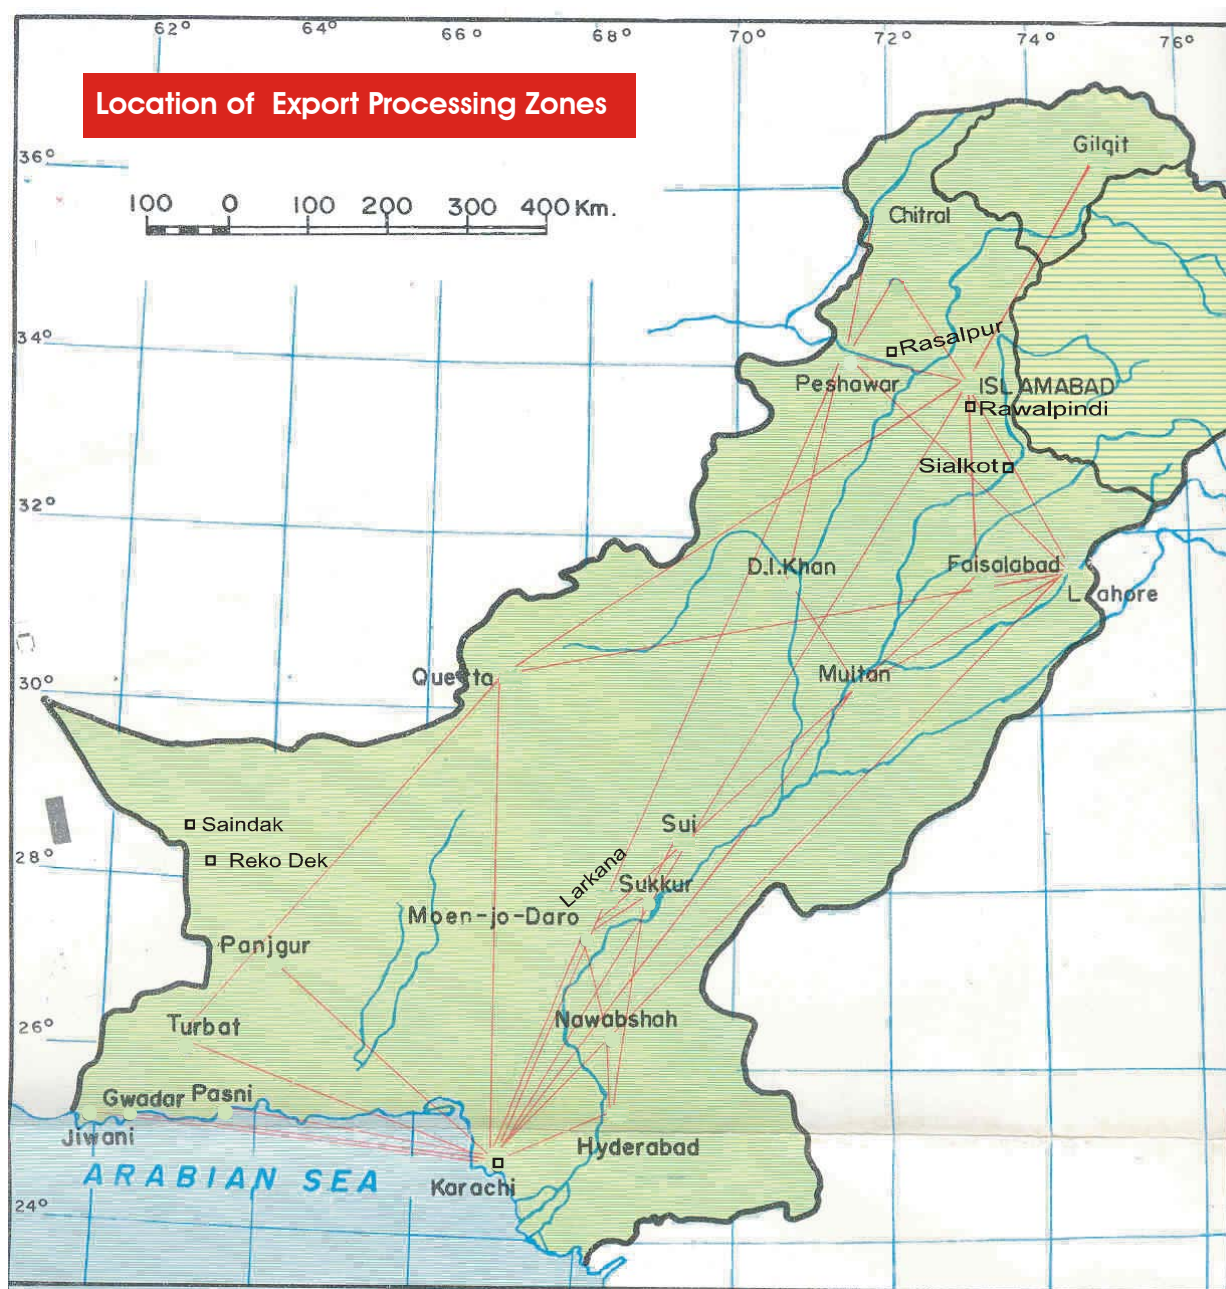 62° 64° 66° 68° 70° 72° 74° 76°
Location of Export Processing Zones
36°
Gilqit
100 0 100 200 300 400 Km.
Chitral
34°
Rasalpur
Peshawar
ISLAMABAD
Rawalpindi
Sialkot
32°
D.I.Khan
Faisalabad
Lahore
Quetta
Multan
30°
Saindak
Sui
28°
Reko Dek
Larkana
Sukkur
Moen-jo-Daro
Panjgur
26°
Turbat
Nawabshah
Gwadar Pasni
Jiwani
Hyderabad
ARABIAN SEA
Karachi
24°